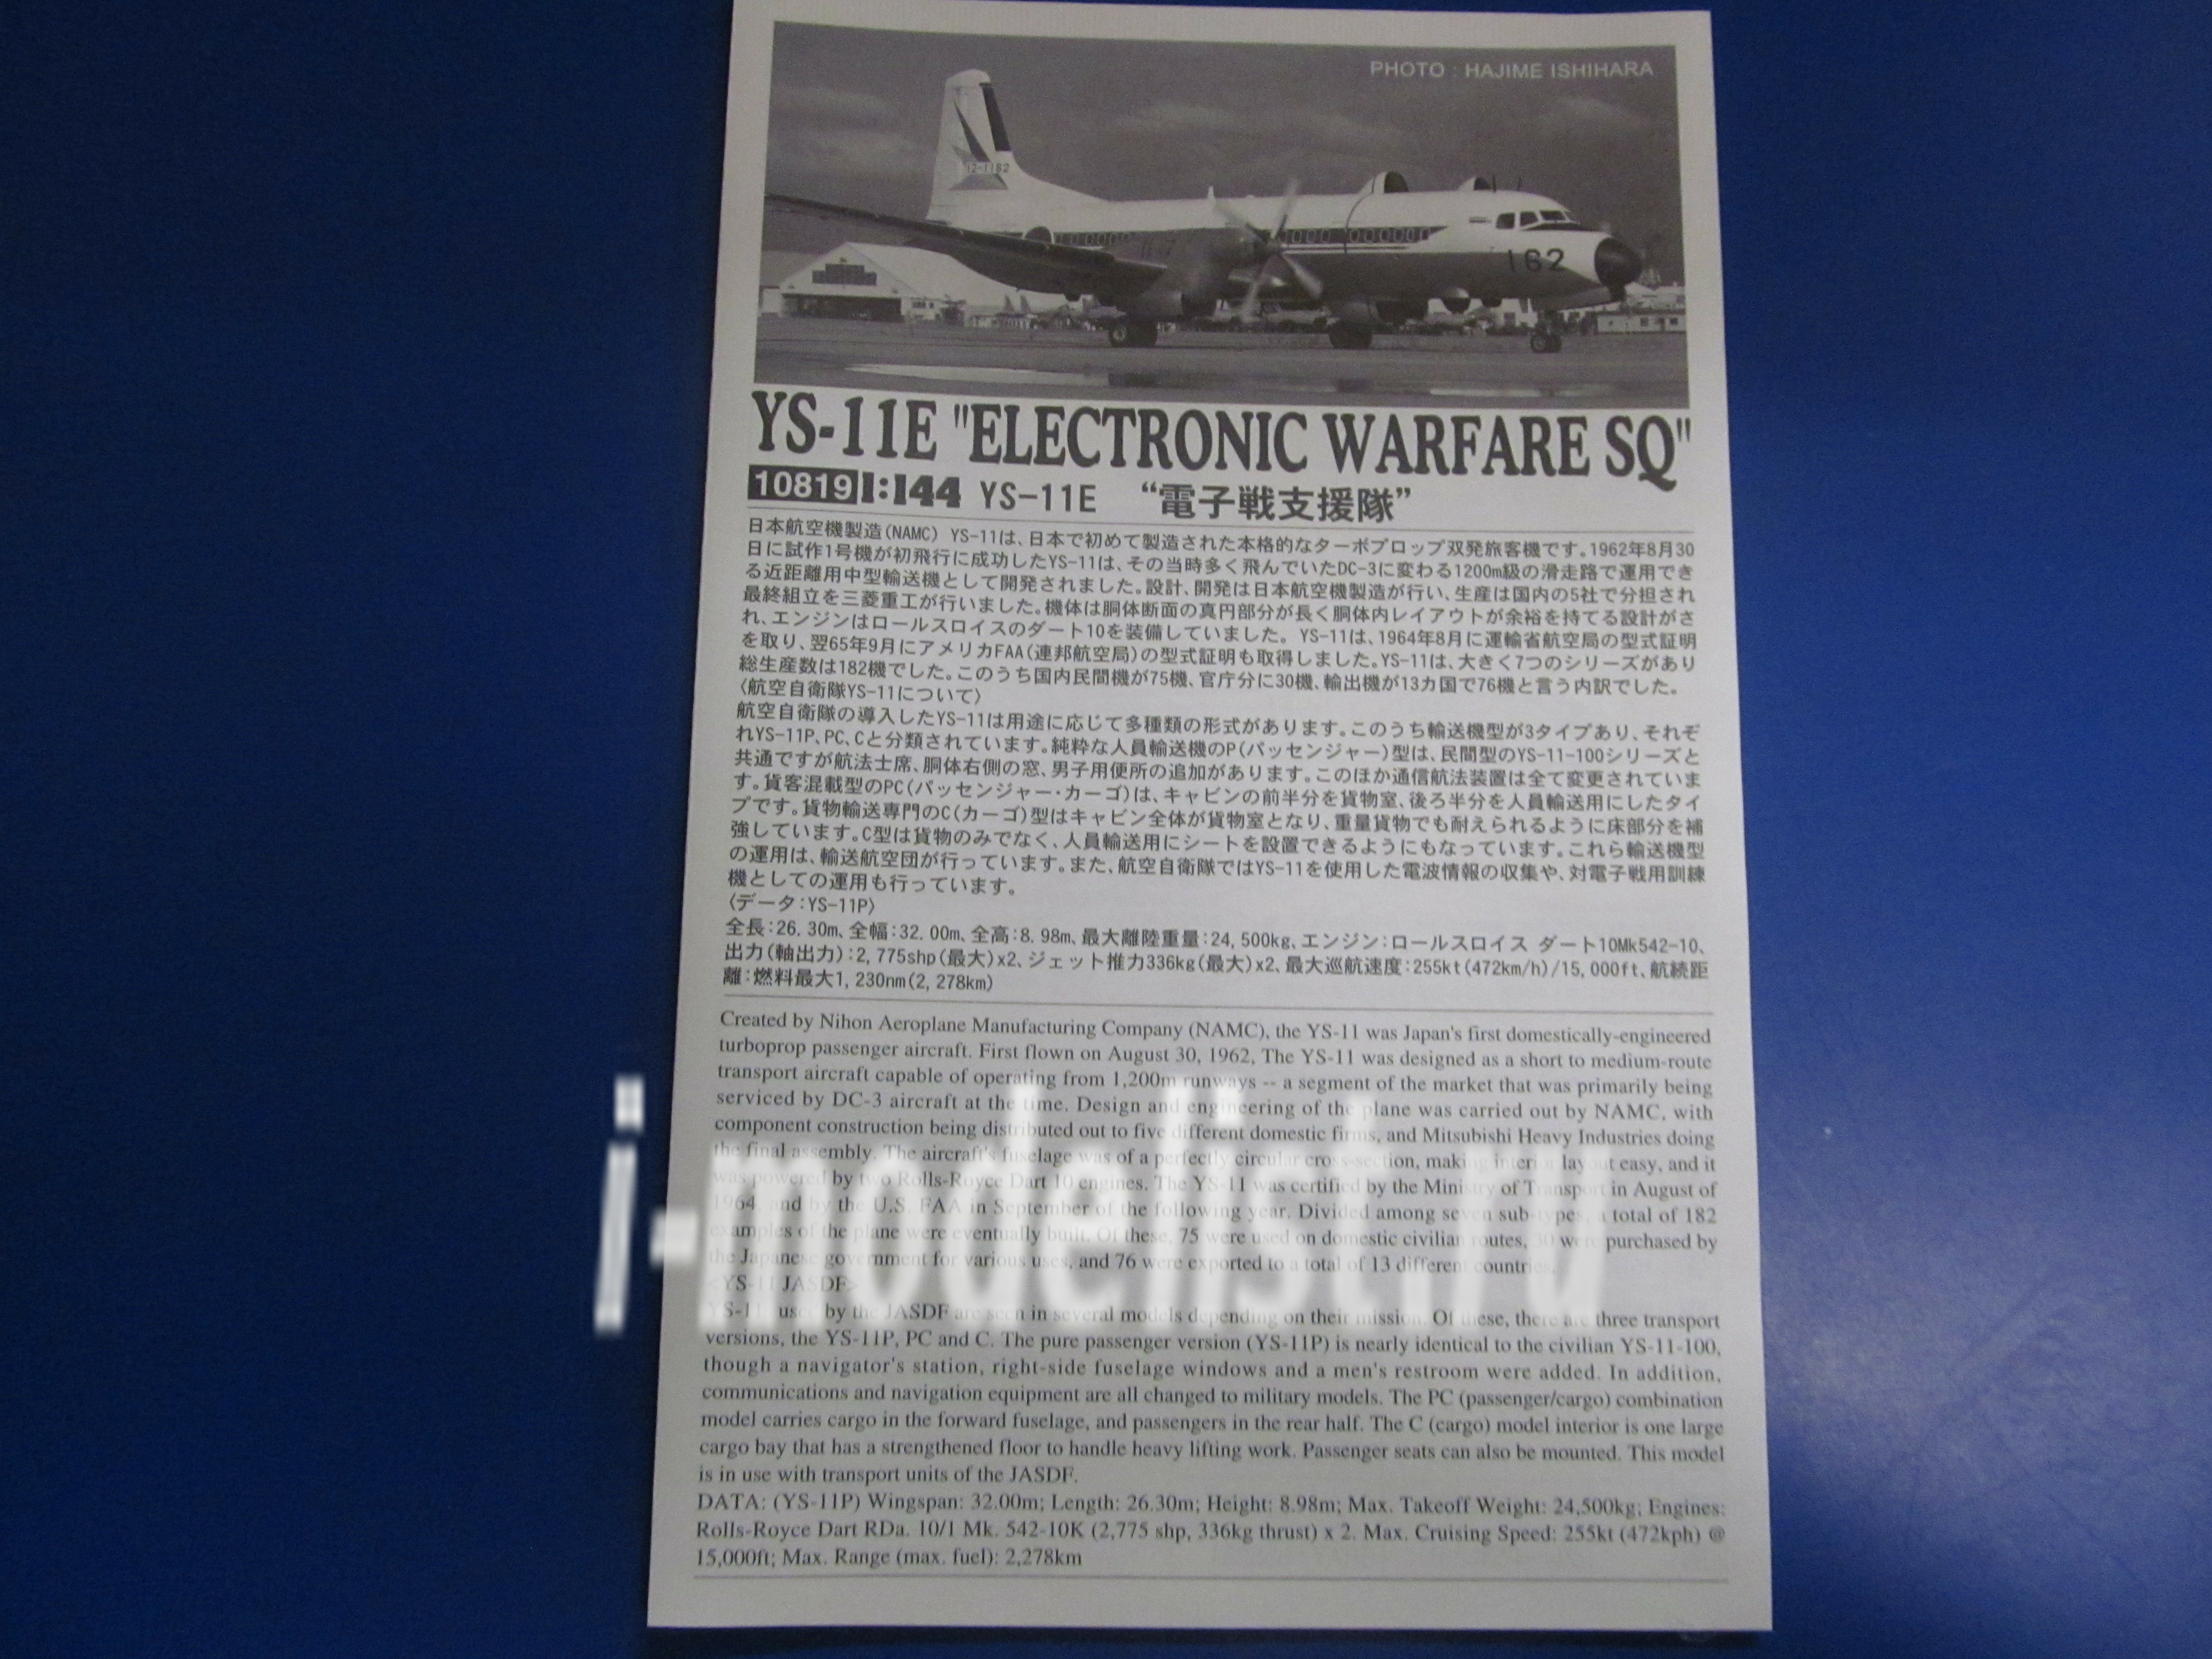 PHOTO : HAJIME ISHIHARA
12-1162
162
YS-11E "ELECTRONIC WARFARE SQ"
10819 1:144 YS-11E “電子戦支援隊”
日本航空機製造(NAMC) YS-11は、日本で初めて製造された本格的なターボプロップ双発旅客機です。1962年8月30
日に試作1号機が初飛行に成功したYS-11は、その当時多く飛んでいたDC-3に変わる1200m級の滑走路で運用でき
る近距離用中型輸送機として開発されました。設計、開発は日本航空機製造が行い、生産は国内の5社で分担され
最終組立を三菱重工が行いました。機体は胴体断面の真円部分が長く胴体内レイアウトが余裕を持てる設計がさ
れ、エンジンはロールスロイスのダート10を装備していました。 YS-11は、1964年8月に運輸省航空局の型式証明
を取り、翌65年9月にアメリカFAA(連邦航空局)の型式証明も取得しました。YS-11は、大きく7つのシリーズがあり
総生産数は182機でした。このうち国内民間機が75機、官庁分に30機、輸出機が13カ国で76機と言う内訳でした。
〈航空自衛隊YS-11について〉
航空自衛隊の導入したYS-11は用途に応じて多種類の形式があります。このうち輸送機型が3タイプあり、それぞ
れYS-11P、PC、Cと分類されています。純粋な人員輸送機のP(パッセンジャー)型は、民間型のYS-11-100シリーズと
共通ですが航法士席、胴体右側の窓、男子用便所の追加があります。このほか通信航法装置は全て変更されていま
す。貨客混載型のPC(パッセンジャー・カーゴ)は、キャビンの前半分を貨物室、後ろ半分を人員輸送用にしたタイ
プです。貨物輸送専門のC(カーゴ)型はキャビン全体が貨物室となり、重量貨物でも耐えられるように床部分を補
強しています。C型は貨物のみでなく、人員輸送用にシートを設置できるようにもなっています。これら輸送機型
の運用は、輸送航空団が行っています。また、航空自衛隊ではYS-11を使用した電波情報の収集や、対電子戦用訓練
機としての運用も行っています。
〈データ:YS-11P〉
全長:26.30m、全幅:32.00m、全高:8.98m、最大離陸重量:24,500kg、エンジン:ロールスロイス ダート10Mk542-10、
出力(軸出力):2,775shp(最大)x2、ジェット推力336kg(最大)x2、最大巡航速度:255kt(472km/h)/15,000ft、航続距
離:燃料最大1,230nm(2,278km)
Created by Nihon Aeroplane Manufacturing Company (NAMC), the YS-11 was Japan's first domestically-engineered
turboprop passenger aircraft. First flown on August 30, 1962, The YS-11 was designed as a short to medium-route
transport aircraft capable of operating from 1,200m runways -- a segment of the market that was primarily being
serviced by DC-3 aircraft at the time. Design and engineering of the plane was carried out by NAMC, with
component construction being distributed out to five different domestic firms, and Mitsubishi Heavy Industries doing
the final assembly. The aircraft's fuselage was of a perfectly circular cross-section, making interior layout easy, and it
was powered by two Rolls-Royce Dart 10 engines. The YS-11 was certified by the Ministry of Transport in August of
1964, and by the U.S. FAA in September of the following year. Divided among seven sub-types, a total of 182
examples of the plane were eventually built. Of these, 75 were used on domestic civilian routes, 30 were purchased by
the Japanese government for various uses, and 76 were exported to a total of 13 different countries.
<YS-11 JASDF>
YS-11 used by the JASDF are seen in several models depending on their mission. Of these, there are three transport
versions, the YS-11P, PC and C. The pure passenger version (YS-11P) is nearly identical to the civilian YS-11-100,
though a navigator's station, right-side fuselage windows and a men's restroom were added. In addition,
communications and navigation equipment are all changed to military models. The PC (passenger/cargo) combination
model carries cargo in the forward fuselage, and passengers in the rear half. The C (cargo) model interior is one large
cargo bay that has a strengthened floor to handle heavy lifting work. Passenger seats can also be mounted. This model
is in use with transport units of the JASDF.
DATA: (YS-11P) Wingspan: 32.00m; Length: 26.30m; Height: 8.98m; Max. Takeoff Weight: 24,500kg; Engines:
Rolls-Royce Dart RDa. 10/1 Mk. 542-10K (2,775 shp, 336kg thrust) x 2. Max. Cruising Speed: 255kt (472kph) @
15,000ft; Max. Range (max. fuel): 2,278km
i-modelist.ru